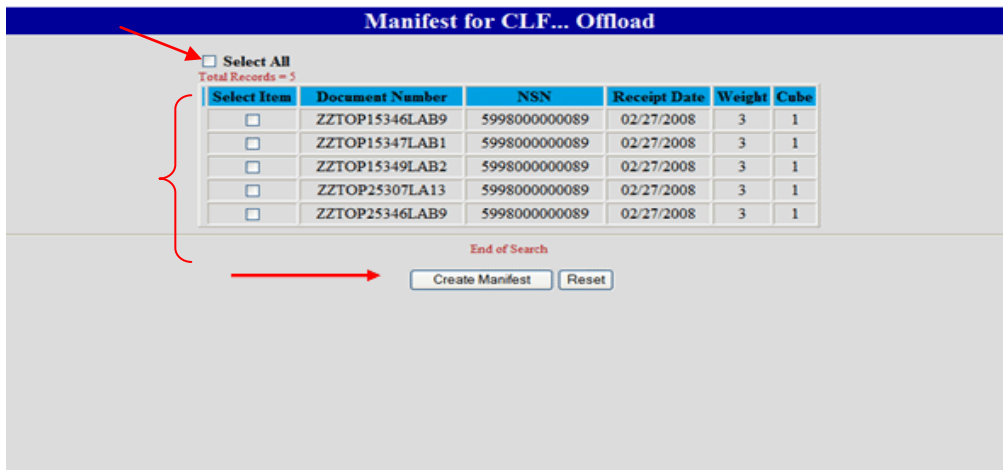 Manifest for CLF... Offload
Select All
Total Records = 5
Select Item Document Number NSN Receipt Date Weight Cube
ZZTOP15346LAB9 5998000000089 02/27/2008 3 1
ZZTOP15347LAB1 5998000000089 02/27/2008 3 1
ZZTOP15349LAB2 5998000000089 02/27/2008 3 1
ZZTOP25307LA13 5998000000089 02/27/2008 3 1
ZZTOP25346LAB9 5998000000089 02/27/2008 3 1
End of Search
Create Manifest Reset